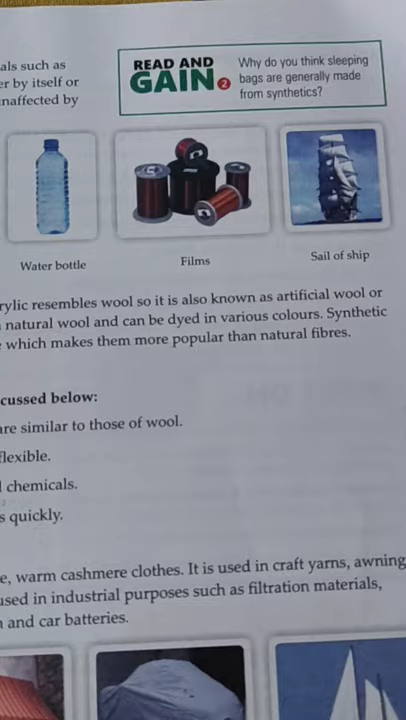 als such as
er by itself or
naffected by
READ AND
GAIN 2
Why do you think sleeping
bags are generally made
from synthetics?
Water bottle
Films
Sail of ship
rylic resembles wool so it is also known as artificial wool or
natural wool and can be dyed in various colours. Synthetic
which makes them more popular than natural fibres.
cussed below:
are similar to those of wool.
flexible.
l chemicals.
s quickly.
e, warm cashmere clothes. It is used in craft yarns, awning
used in industrial purposes such as filtration materials,
and car batteries.